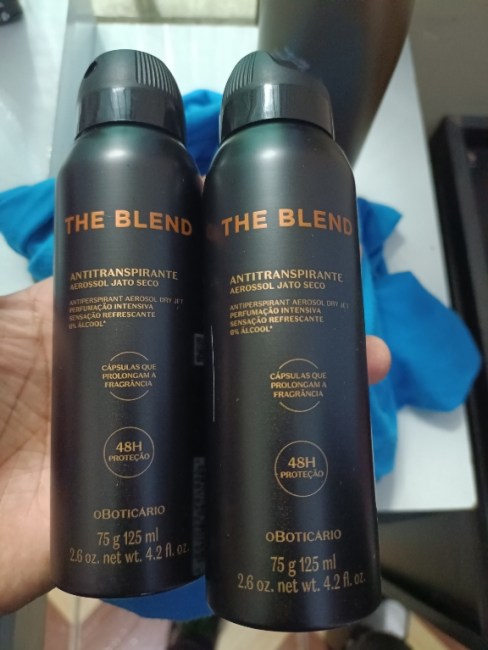 THE BLEND
ANTITRANSPIRANTE
AEROSSOL JATO SECO
ANTIPERSPIRANT AEROSOL DRY JET
PERFUMAÇÃO INTENSIVA
SENSAÇÃO REFRESCANTE
0% ÁLCOOL*
CÁPSULAS QUE
PROLONGAM A
FRAGRÂNCIA
48H
PROTEÇÃO
oBOTICÁRIO
75 g 125 ml
2.6 oz. net wt. 4.2 fl. oz.
THE BLEND
ANTITRANSPIRANTE
AEROSSOL JATO SECO
ANTIPERSPIRANT AEROSOL DRY JET
PERFUMAÇÃO INTENSIVA
SENSAÇÃO REFRESCANTE
0% ÁLCOOL*
CÁPSULAS QUE
PROLONGAM A
FRAGRÂNCIA
48H
PROTEÇÃO
oBOTICÁRIO
75 g 125 ml
2.6 oz. net wt. 4.2 fl. oz.